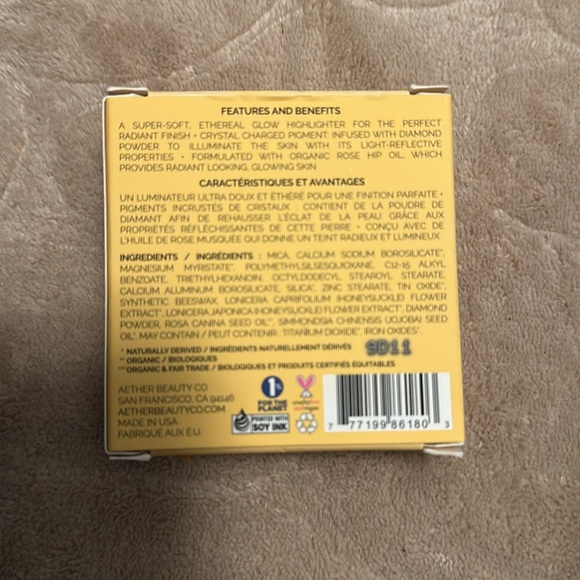 FEATURES AND BENEFITS
A SUPER-SOFT, ETHEREAL GLOW HIGHLIGHTER FOR THE PERFECT
RADIANT FINISH • CRYSTAL CHARGED PIGMENT: INFUSED WITH DIAMOND
POWDER TO ILLUMINATE THE SKIN WITH ITS LIGHT-REFLECTIVE
PROPERTIES • FORMULATED WITH ORGANIC ROSE HIP OIL, WHICH
PROVIDES RADIANT LOOKING, GLOWING SKIN
CARACTÉRISTIQUES ET AVANTAGES
UN LUMINATEUR ULTRA DOUX ET ÉTHÉRÉ POUR UNE FINITION PARFAITE •
PIGMENTS INCRUSTÉS DE CRISTAUX : CONTIENT DE LA POUDRE DE
DIAMANT AFIN DE REHAUSSER L'ÉCLAT DE LA PEAU GRÂCE AUX
PROPRIÉTÉS RÉFLÉCHISSANTES DE CETTE PIERRE • CONÇU AVEC DE
L'HUILE DE ROSE MUSQUÉE QUI DONNE UN TEINT RADIEUX ET LUMINEUX
INGREDIENTS / INGRÉDIENTS : MICA, CALCIUM SODIUM BOROSILICATE*,
MAGNESIUM MYRISTATE*, POLYMETHYLSILSESQUIOXANE, C12-15 ALKYL
BENZOATE, TRIETHYLHEXANOIN, OCTYLDODECYL STEAROYL STEARATE,
CALCIUM ALUMINUM BOROSILICATE, SILICA*, ZINC STEARATE, TIN OXIDE*,
SYNTHETIC BEESWAX, LONICERA CAPRIFOLIUM (HONEYSUCKLE) FLOWER
EXTRACT*, LONICERA JAPONICA (HONEYSUCKLE) FLOWER EXTRACT*, DIAMOND
POWDER, ROSA CANINA SEED OIL**, SIMMONDSIA CHINENSIS (JOJOBA) SEED
OIL*, MAY CONTAIN / PEUT CONTENIR: TITANIUM DIOXIDE*, IRON OXIDES*.
* NATURALLY DERIVED / INGRÉDIENTS NATURELLEMENT DÉRIVÉS
** ORGANIC / BIOLOGIQUES
*** ORGANIC & FAIR TRADE / BIOLOGIQUES ET PRODUITS CERTIFIÉS ÉQUITABLES
9D11
AETHER BEAUTY CO
SAN FRANCISCO, CA 94146
AETHERBEAUTYCO.COM
MADE IN USA
FABRIQUÉ AUX É.U.
1%
FOR THE
PLANET
PRINTED WITH
SOY INK
7 77199 86180 3